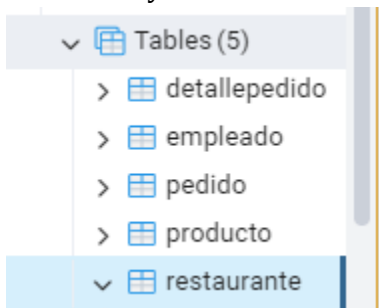 Tables (5)
detallepedido
empleado
pedido
producto
restaurante